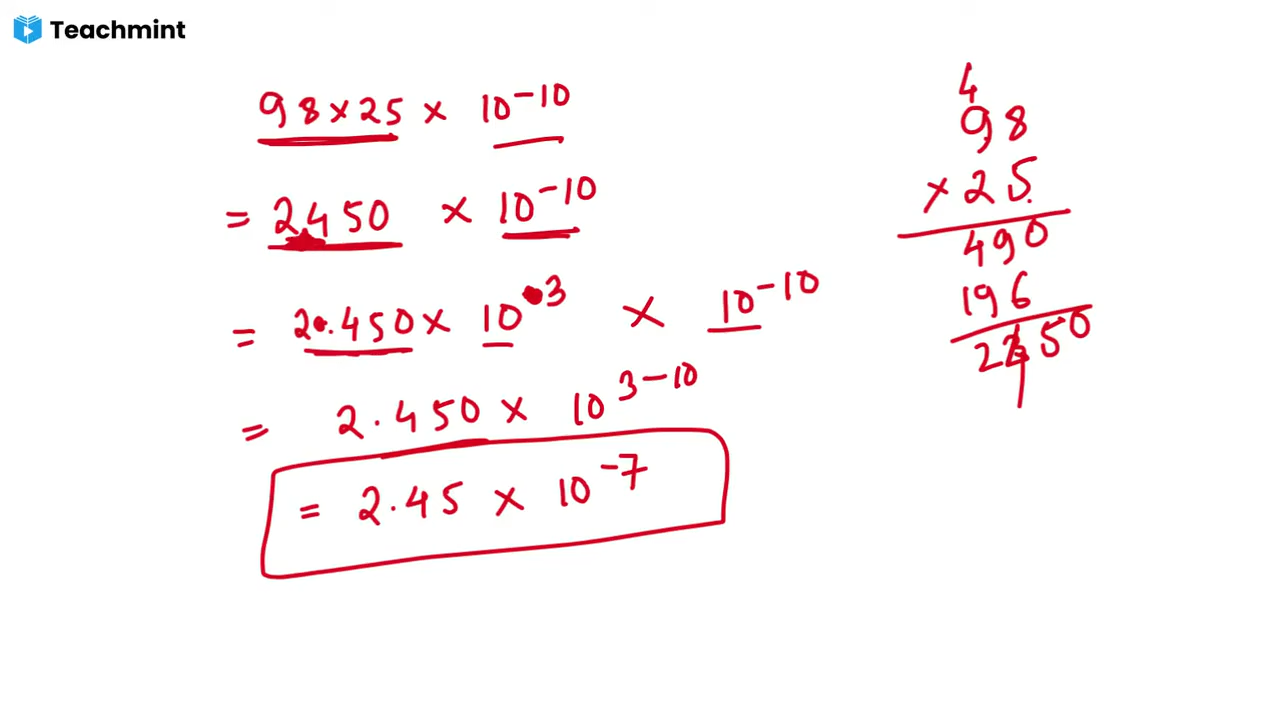 Teachmint
98 × 25 × 10⁻¹⁰
= 2450 × 10⁻¹⁰
= 2.450 × 10³ × 10⁻¹⁰
= 2.450 × 10³⁻¹⁰
= 2.45 × 10⁻⁷
4
98
× 25
490
196
2450